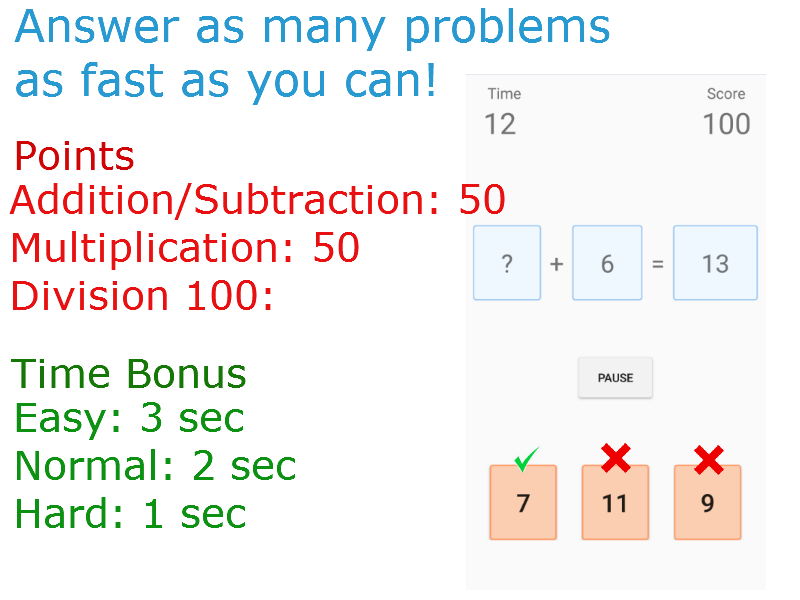 Answer as many problems
as fast as you can!
Points
Addition/Subtraction: 50
Multiplication: 50
Division 100:
Time Bonus
Easy: 3 sec
Normal: 2 sec
Hard: 1 sec
Time Score
12 100
? + 6 = 13
PAUSE
7 11 9